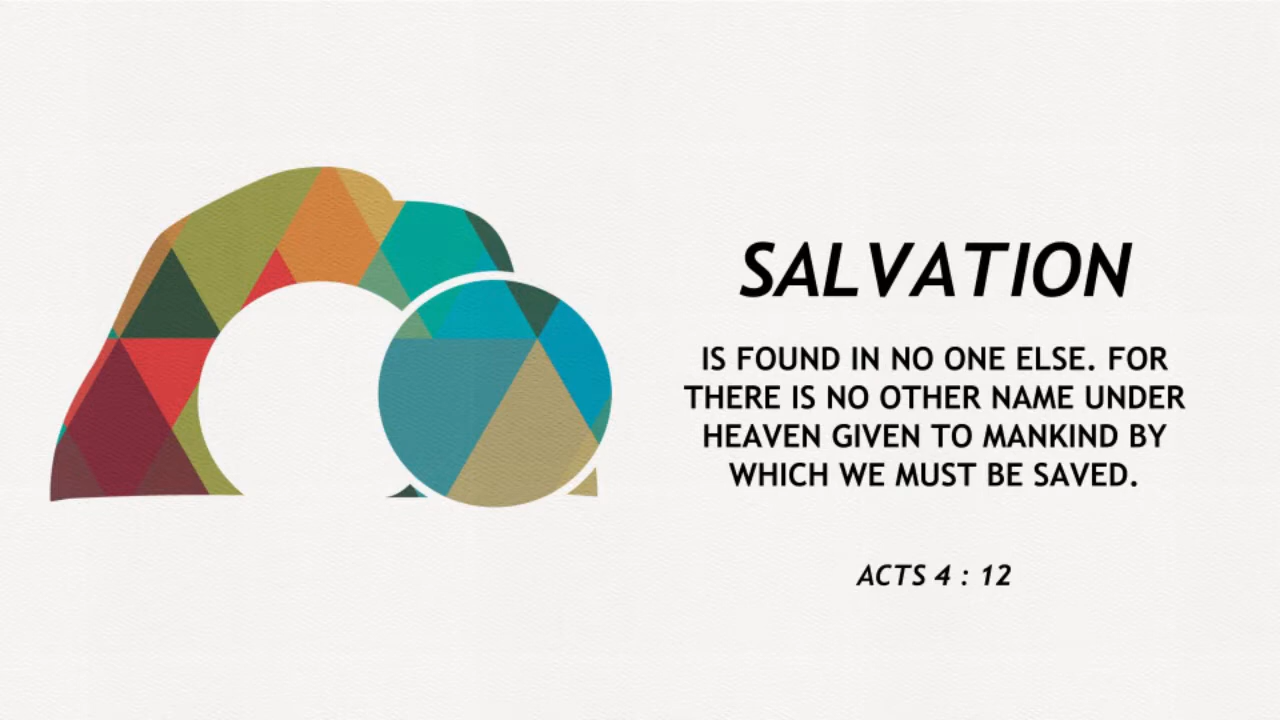 SALVATION
IS FOUND IN NO ONE ELSE. FOR
THERE IS NO OTHER NAME UNDER
HEAVEN GIVEN TO MANKIND BY
WHICH WE MUST BE SAVED.
ACTS 4 : 12